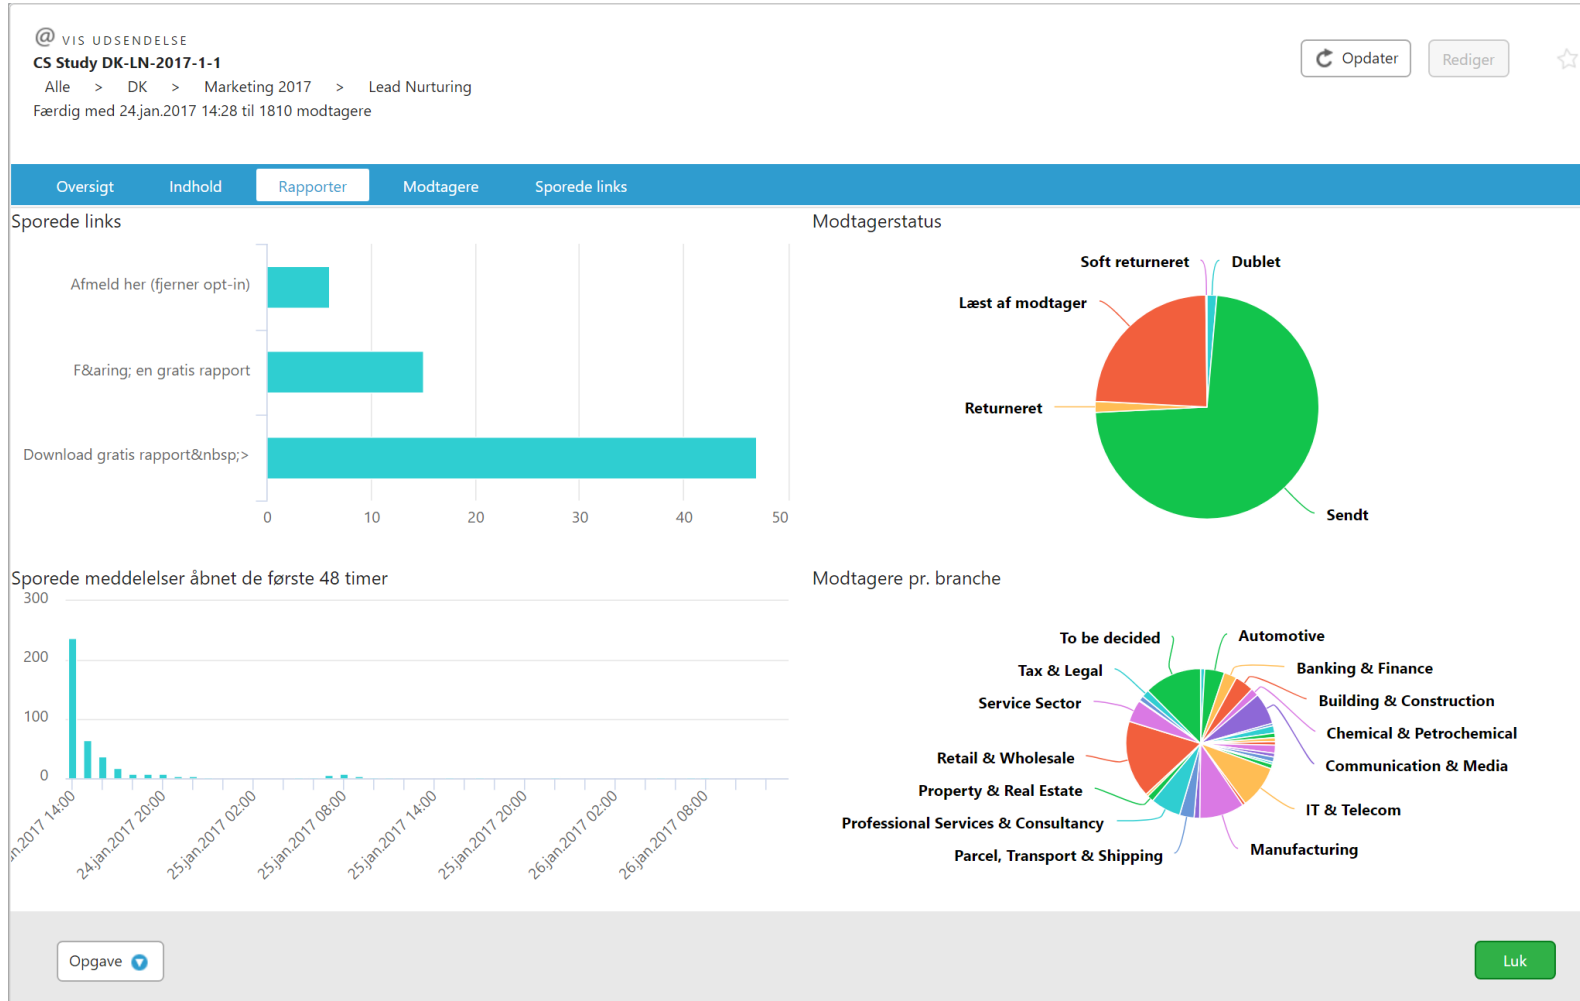 @ VIS UDSENDELSE
CS Study DK-LN-2017-1-1
Alle > DK > Marketing 2017 > Lead Nurturing
Færdig med 24.jan.2017 14:28 til 1810 modtagere
Opdater
Rediger
Oversigt Indhold Rapporter Modtagere Sporede links
Sporede links
Afmeld her (fjerner opt-in)
F&aring; en gratis rapport
Download gratis rapport&nbsp;>
0 10 20 30 40 50
Modtagerstatus
Soft returneret
Dublet
Læst af modtager
Returneret
Sendt
Sporede meddelelser åbnet de første 48 timer
300
200
100
0
n.2017 14:00
24.jan.2017 20:00
25.jan.2017 02:00
25.jan.2017 08:00
25.jan.2017 14:00
25.jan.2017 20:00
26.jan.2017 02:00
26.jan.2017 08:00
Modtagere pr. branche
To be decided
Automotive
Tax & Legal
Banking & Finance
Service Sector
Building & Construction
Chemical & Petrochemical
Retail & Wholesale
Communication & Media
Property & Real Estate
IT & Telecom
Professional Services & Consultancy
Manufacturing
Parcel, Transport & Shipping
Opgave
Luk